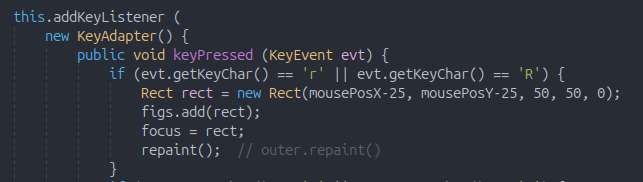 this.addKeyListener (
new KeyAdapter() {
public void keyPressed (KeyEvent evt) {
if (evt.getKeyChar() == 'r' || evt.getKeyChar() == 'R') {
Rect rect = new Rect(mousePosX-25, mousePosY-25, 50, 50, 0);
figs.add(rect);
focus = rect;
repaint();  // outer.repaint()
}